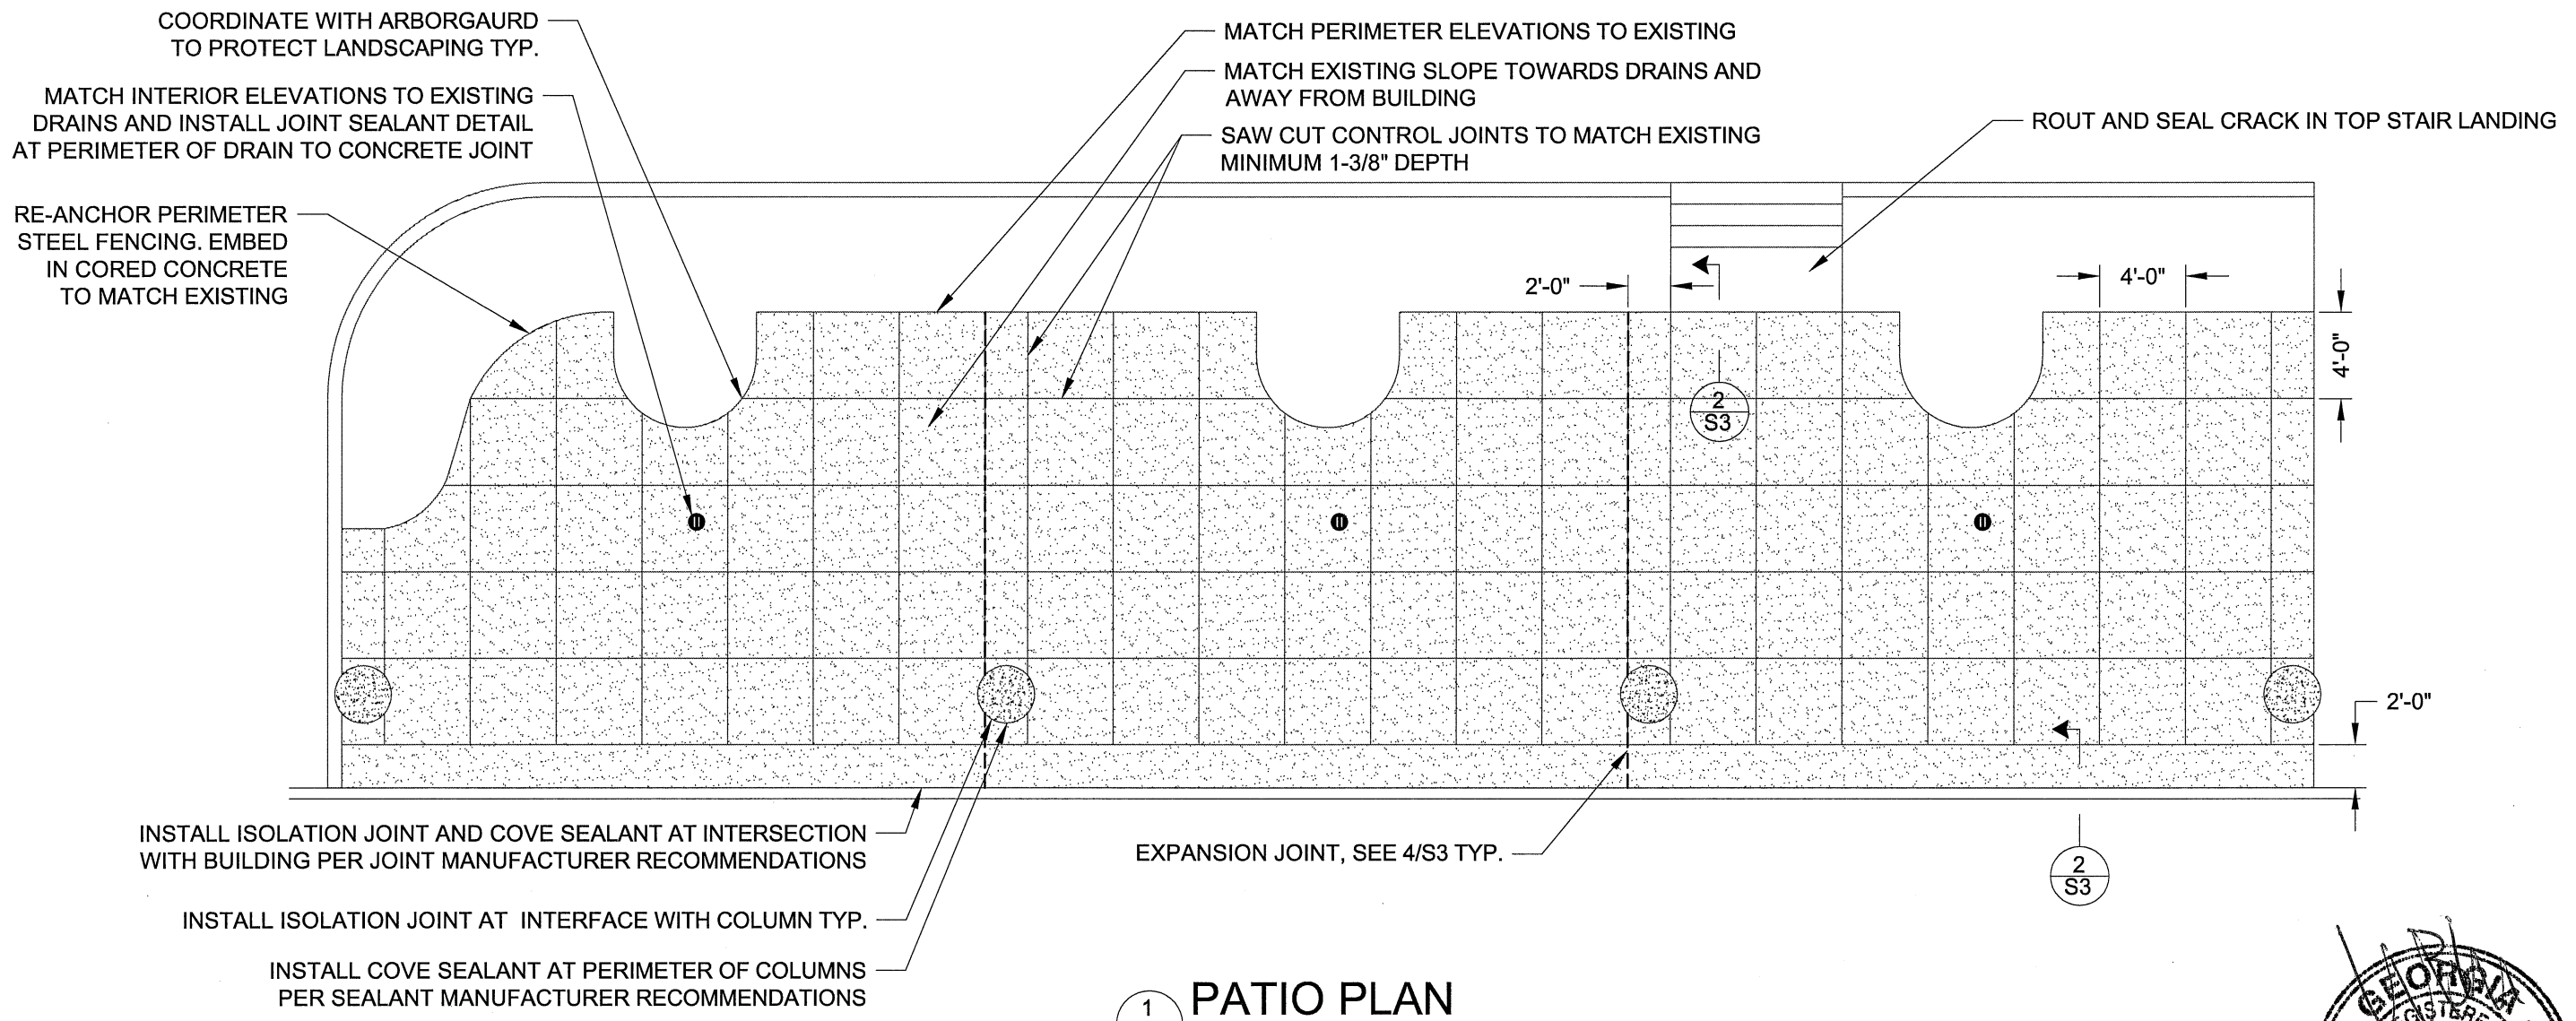 COORDINATE WITH ARBORGAURD
TO PROTECT LANDSCAPING TYP.
MATCH INTERIOR ELEVATIONS TO EXISTING
DRAINS AND INSTALL JOINT SEALANT DETAIL
AT PERIMETER OF DRAIN TO CONCRETE JOINT
RE-ANCHOR PERIMETER
STEEL FENCING. EMBED
IN CORED CONCRETE
TO MATCH EXISTING
MATCH PERIMETER ELEVATIONS TO EXISTING
MATCH EXISTING SLOPE TOWARDS DRAINS AND
AWAY FROM BUILDING
SAW CUT CONTROL JOINTS TO MATCH EXISTING
MINIMUM 1-3/8" DEPTH
ROUT AND SEAL CRACK IN TOP STAIR LANDING
2'-0"
4'-0"
4'-0"
2
S3
2'-0"
INSTALL ISOLATION JOINT AND COVE SEALANT AT INTERSECTION
WITH BUILDING PER JOINT MANUFACTURER RECOMMENDATIONS
INSTALL ISOLATION JOINT AT INTERFACE WITH COLUMN TYP.
INSTALL COVE SEALANT AT PERIMETER OF COLUMNS
PER SEALANT MANUFACTURER RECOMMENDATIONS
EXPANSION JOINT, SEE 4/S3 TYP.
2
S3
1
PATIO PLAN
GEORGIA